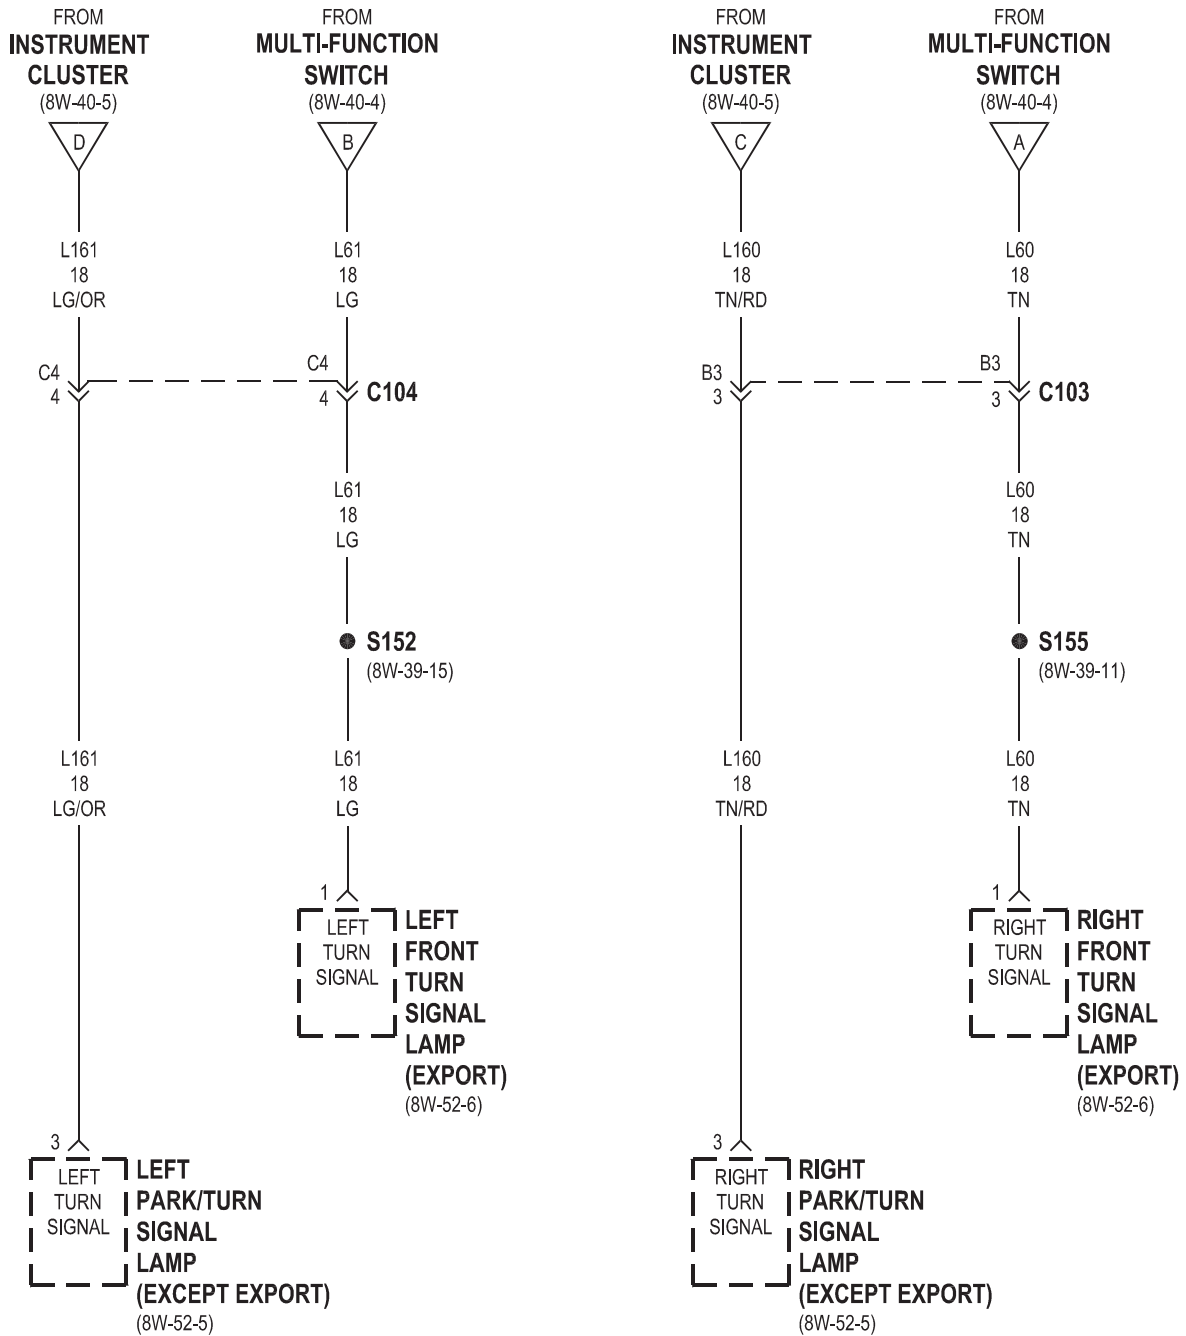 FROM
INSTRUMENT
CLUSTER
(8W-40-5)
D
L161
18
LG/OR
C4
4
L161
18
LG/OR
3
LEFT
TURN
SIGNAL
LEFT
PARK/TURN
SIGNAL
LAMP
(EXCEPT EXPORT)
(8W-52-5)
FROM
MULTI-FUNCTION
SWITCH
(8W-40-4)
B
L61
18
LG
C4
4
C104
L61
18
LG
S152
(8W-39-15)
L61
18
LG
1
LEFT
TURN
SIGNAL
LEFT
FRONT
TURN
SIGNAL
LAMP
(EXPORT)
(8W-52-6)
FROM
INSTRUMENT
CLUSTER
(8W-40-5)
C
L160
18
TN/RD
B3
3
L160
18
TN/RD
3
RIGHT
TURN
SIGNAL
RIGHT
PARK/TURN
SIGNAL
LAMP
(EXCEPT EXPORT)
(8W-52-5)
FROM
MULTI-FUNCTION
SWITCH
(8W-40-4)
A
L60
18
TN
B3
3
C103
L60
18
TN
S155
(8W-39-11)
L60
18
TN
1
RIGHT
TURN
SIGNAL
RIGHT
FRONT
TURN
SIGNAL
LAMP
(EXPORT)
(8W-52-6)